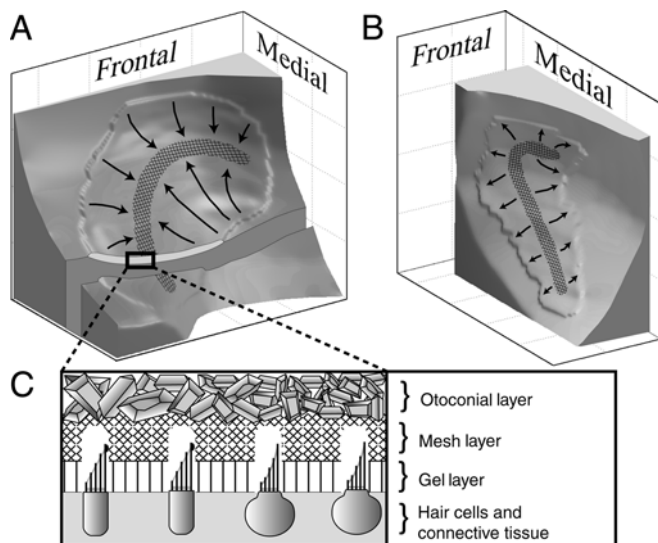 A
Frontal
Medial
B
Frontal
Medial
C
Otoconial layer
Mesh layer
Gel layer
Hair cells and
connective tissue